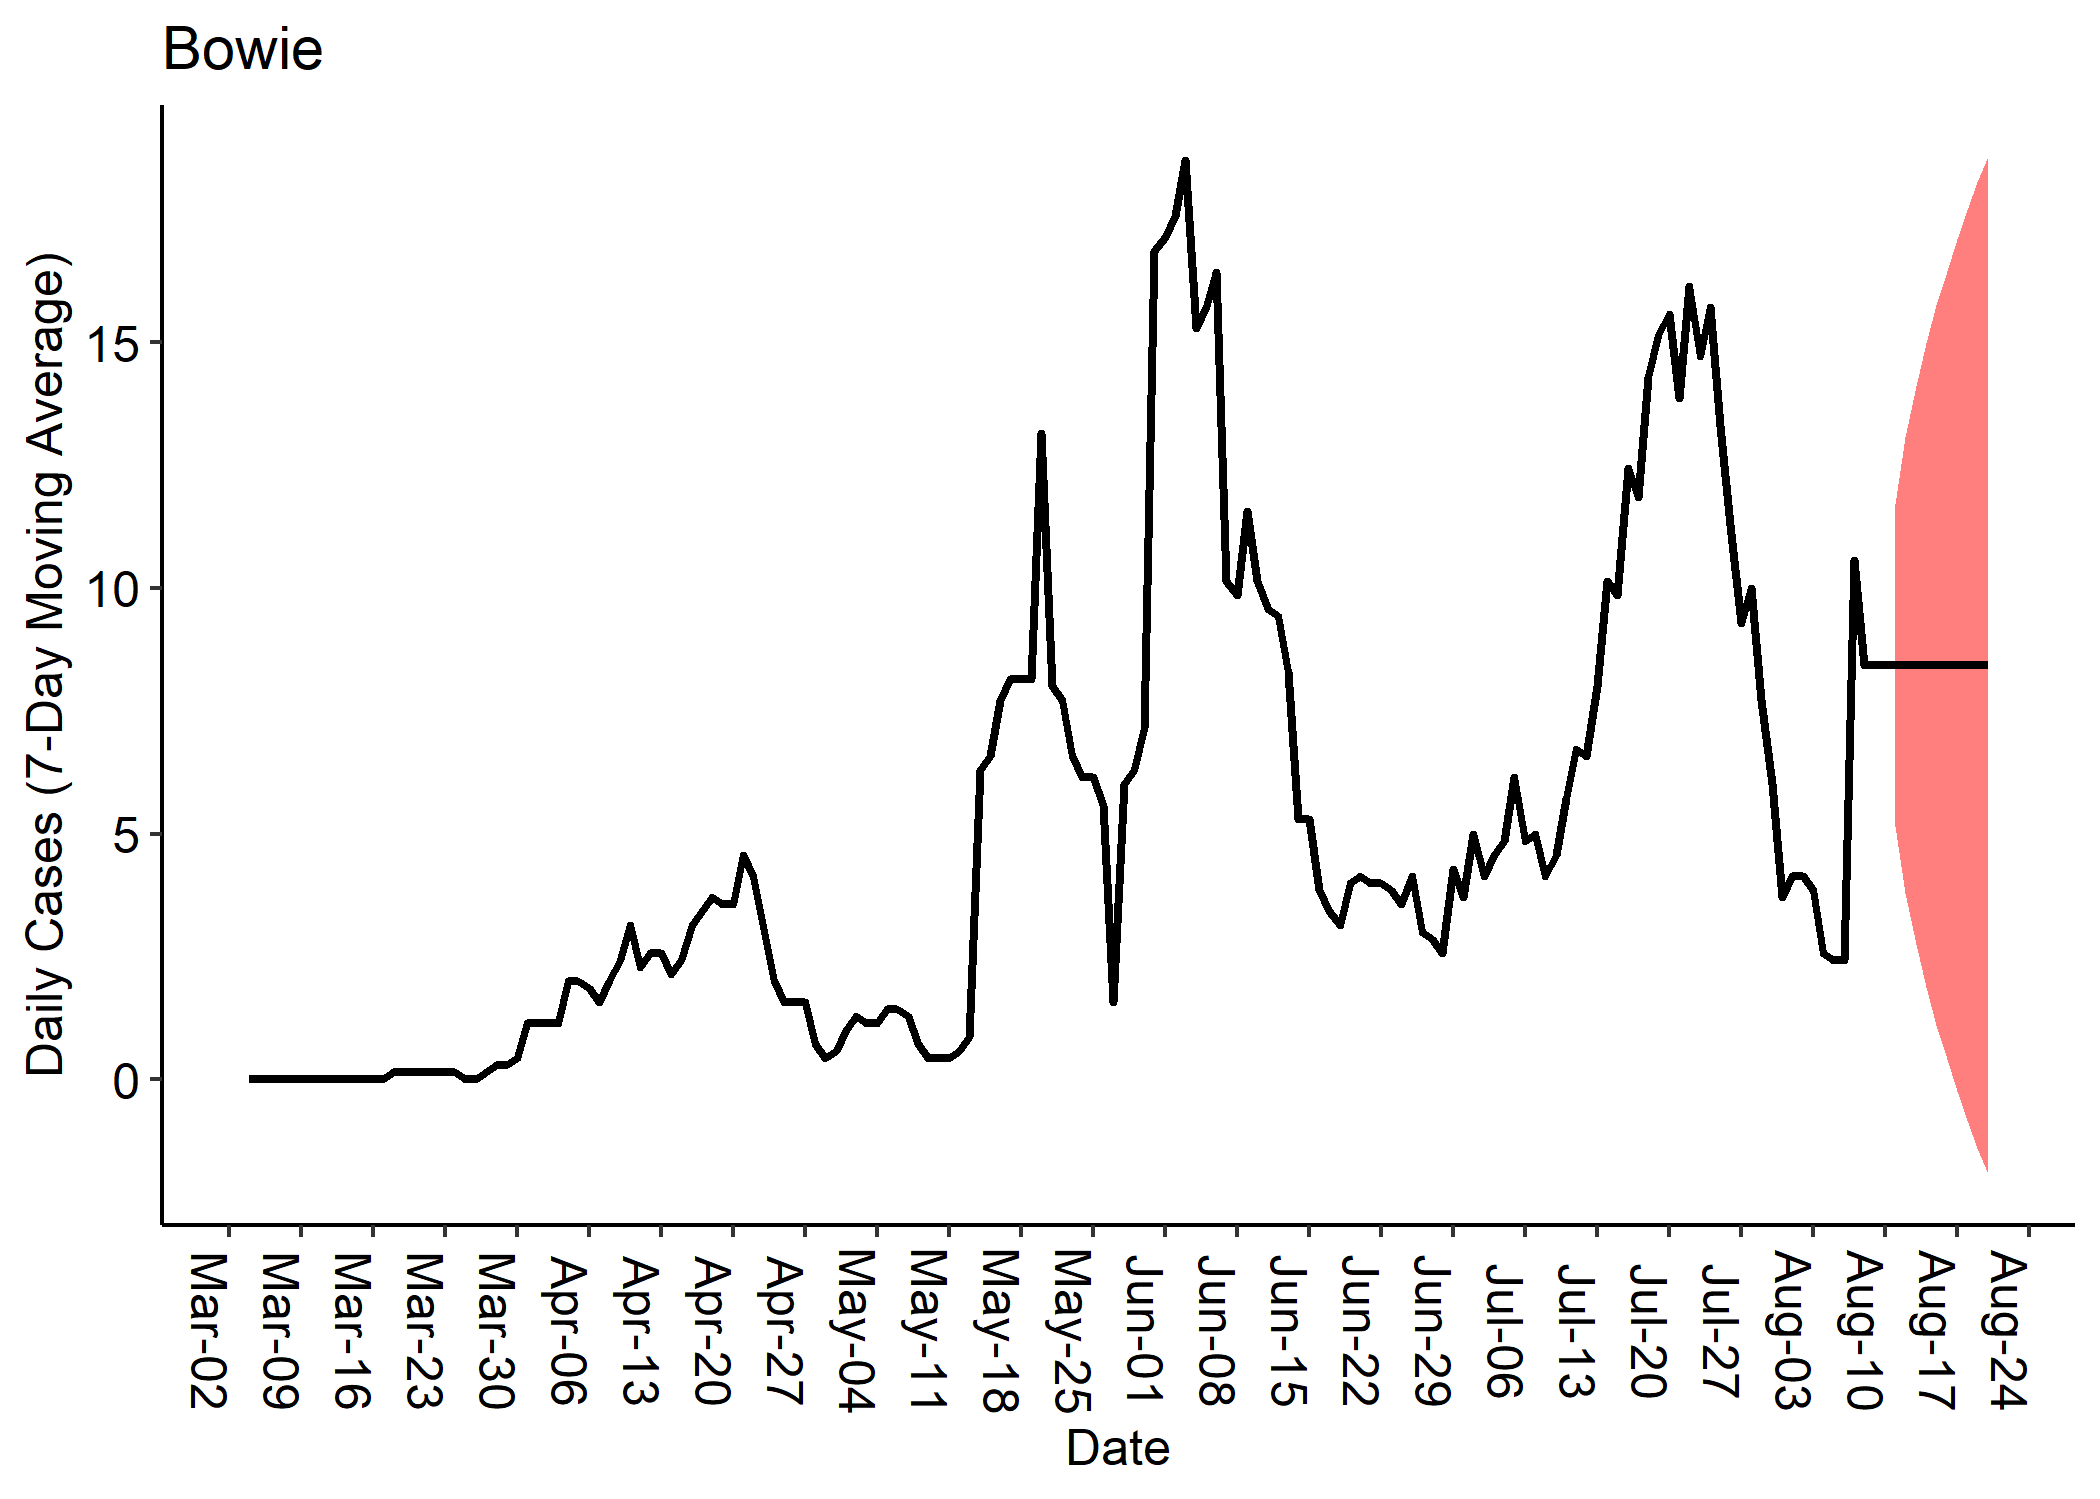 Bowie
Daily Cases (7-Day Moving Average)
15
10
5
0
Mar-02
Mar-09
Mar-16
Mar-23
Mar-30
Apr-06
Apr-13
Apr-20
Apr-27
May-04
May-11
May-18
May-25
Jun-01
Jun-08
Jun-15
Jun-22
Jun-29
Jul-06
Jul-13
Jul-20
Jul-27
Aug-03
Aug-10
Aug-17
Aug-24
Date